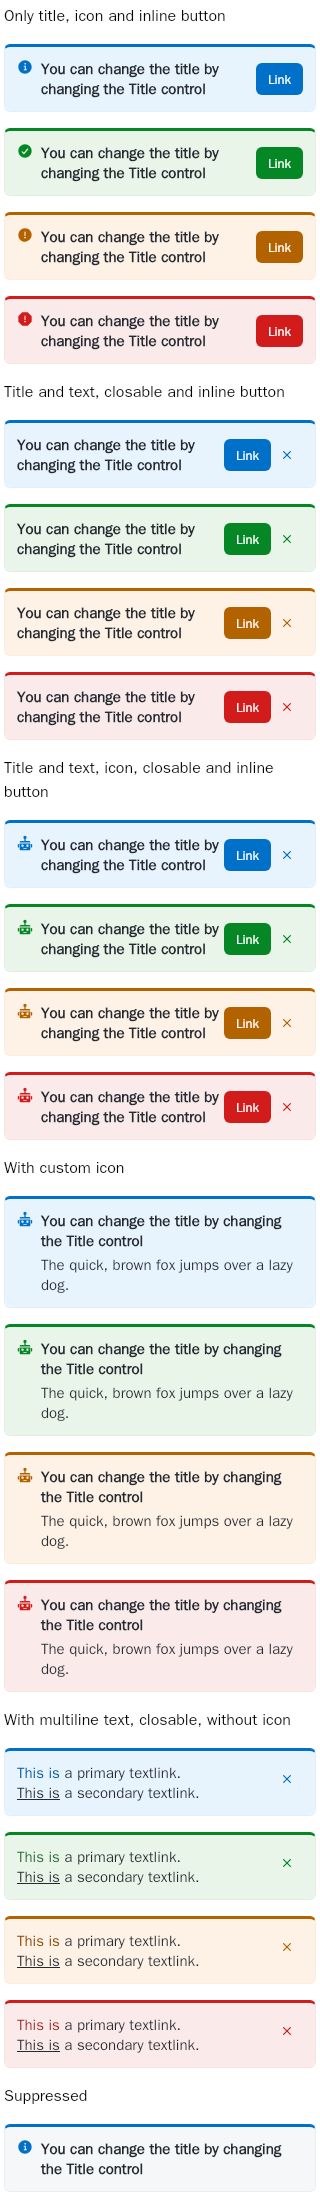 Only title, icon and inline button
You can change the title by
changing the Title control
Link
You can change the title by
changing the Title control
Link
You can change the title by
changing the Title control
Link
You can change the title by
changing the Title control
Link
Title and text, closable and inline button
You can change the title by
changing the Title control
Link
You can change the title by
changing the Title control
Link
You can change the title by
changing the Title control
Link
You can change the title by
changing the Title control
Link
Title and text, icon, closable and inline
button
You can change the title by
changing the Title control
Link
You can change the title by
changing the Title control
Link
You can change the title by
changing the Title control
Link
You can change the title by
changing the Title control
Link
With custom icon
You can change the title by changing
the Title control
The quick, brown fox jumps over a lazy
dog.
You can change the title by changing
the Title control
The quick, brown fox jumps over a lazy
dog.
You can change the title by changing
the Title control
The quick, brown fox jumps over a lazy
dog.
You can change the title by changing
the Title control
The quick, brown fox jumps over a lazy
dog.
With multiline text, closable, without icon
This is a primary textlink.
This is a secondary textlink.
This is a primary textlink.
This is a secondary textlink.
This is a primary textlink.
This is a secondary textlink.
This is a primary textlink.
This is a secondary textlink.
Suppressed
You can change the title by changing
the Title control